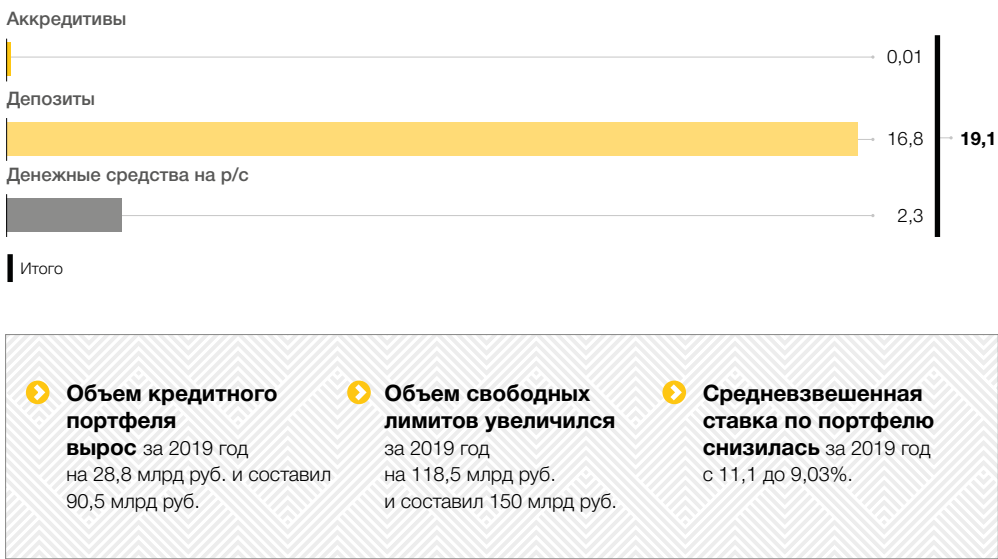 Аккредитивы
0,01
Депозиты
16,8
19,1
Денежные средства на р/с
2,3
Итого
Объем кредитного
портфеля
вырос за 2019 год
на 28,8 млрд руб. и составил
90,5 млрд руб.
Объем свободных
лимитов увеличился
за 2019 год
на 118,5 млрд руб.
и составил 150 млрд руб.
Средневзвешенная
ставка по портфелю
снизилась за 2019 год
с 11,1 до 9,03%.